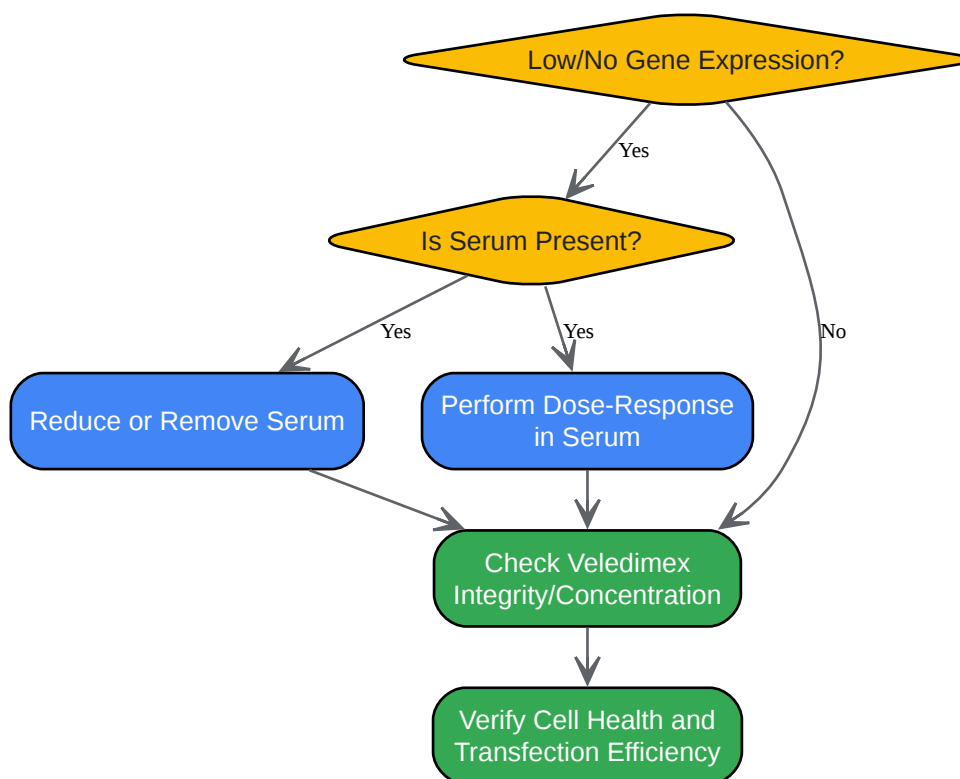 Low/No Gene Expression?
Yes
Is Serum Present?
Yes
Yes
No
Reduce or Remove Serum
Perform Dose-Response
in Serum
Check Veledimex
Integrity/Concentration
Verify Cell Health and
Transfection Efficiency